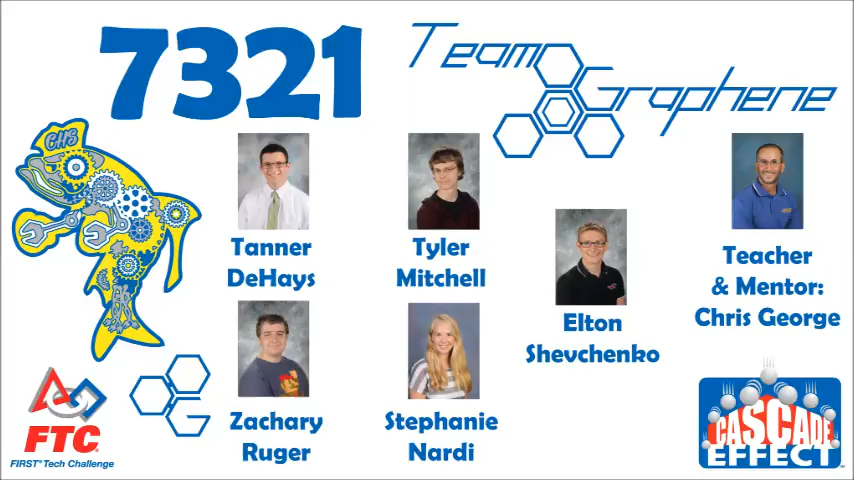 7321
Team Graphene
CHS
Tanner
DeHays
Tyler
Mitchell
Elton
Shevchenko
Teacher
& Mentor:
Chris George
Zachary
Ruger
Stephanie
Nardi
G
FTC
FIRST® Tech Challenge
CASCADE
EFFECT